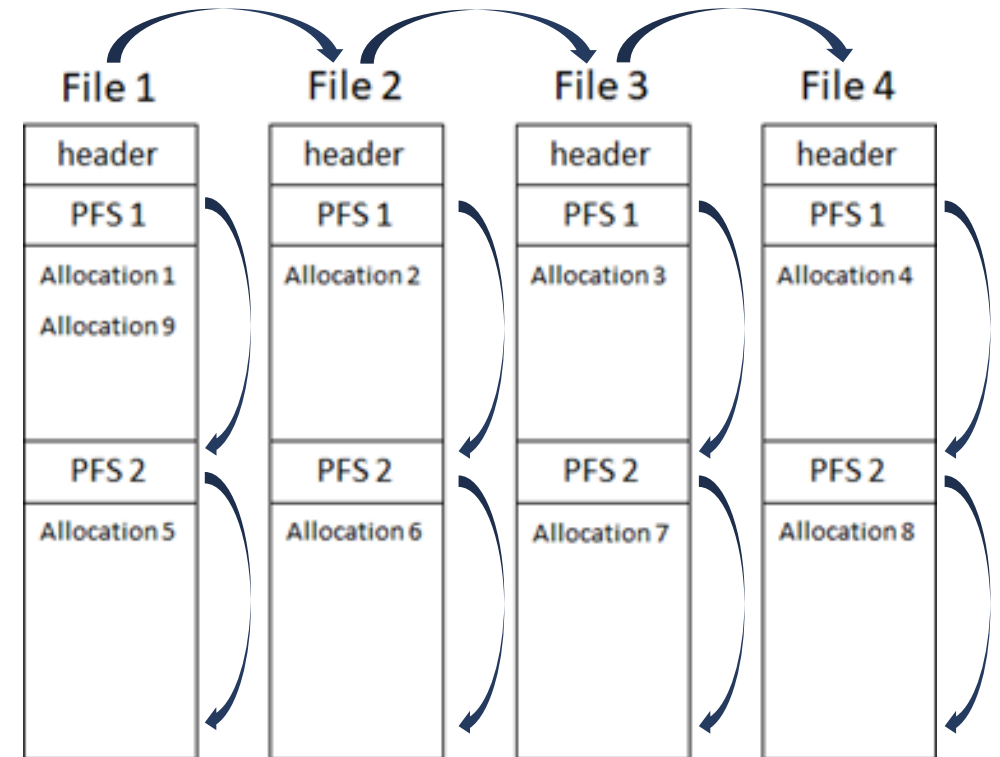 File 1
File 2
File 3
File 4
header
header
header
header
PFS 1
PFS 1
PFS 1
PFS 1
Allocation 1
Allocation 2
Allocation 3
Allocation 4
Allocation 9
PFS 2
PFS 2
PFS 2
PFS 2
Allocation 5
Allocation 6
Allocation 7
Allocation 8